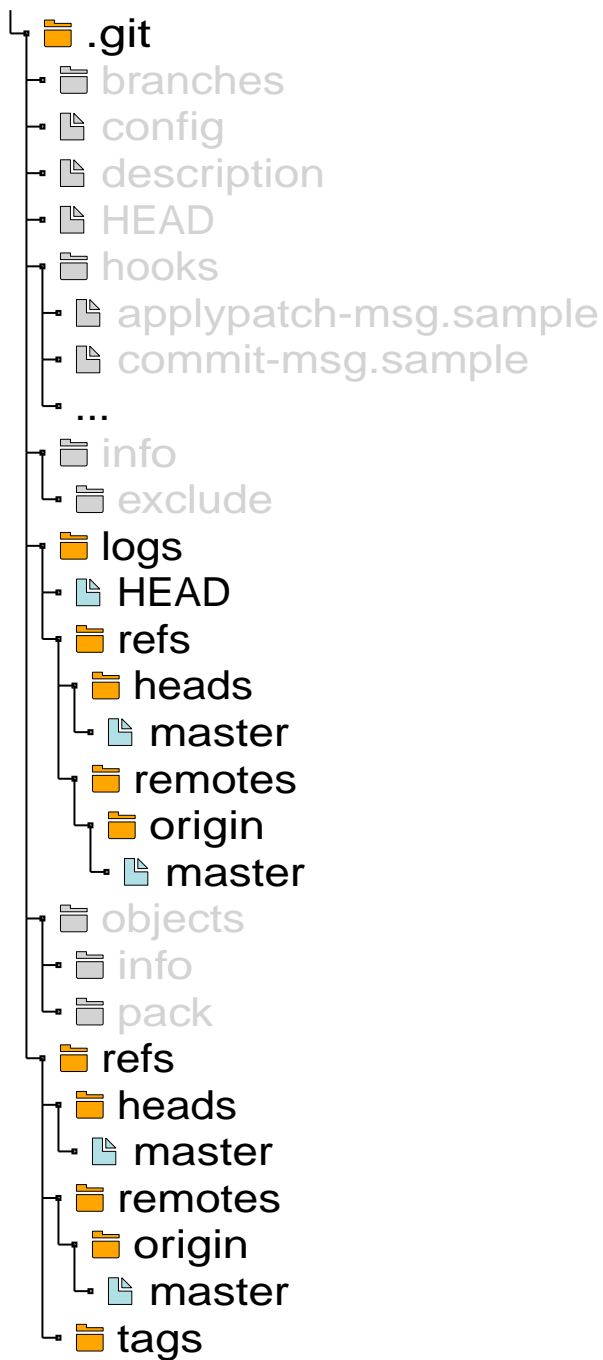 .git
branches
config
description
HEAD
hooks
applypatch-msg.sample
commit-msg.sample
...
info
exclude
logs
HEAD
refs
heads
master
remotes
origin
master
objects
info
pack
refs
heads
master
remotes
origin
master
tags